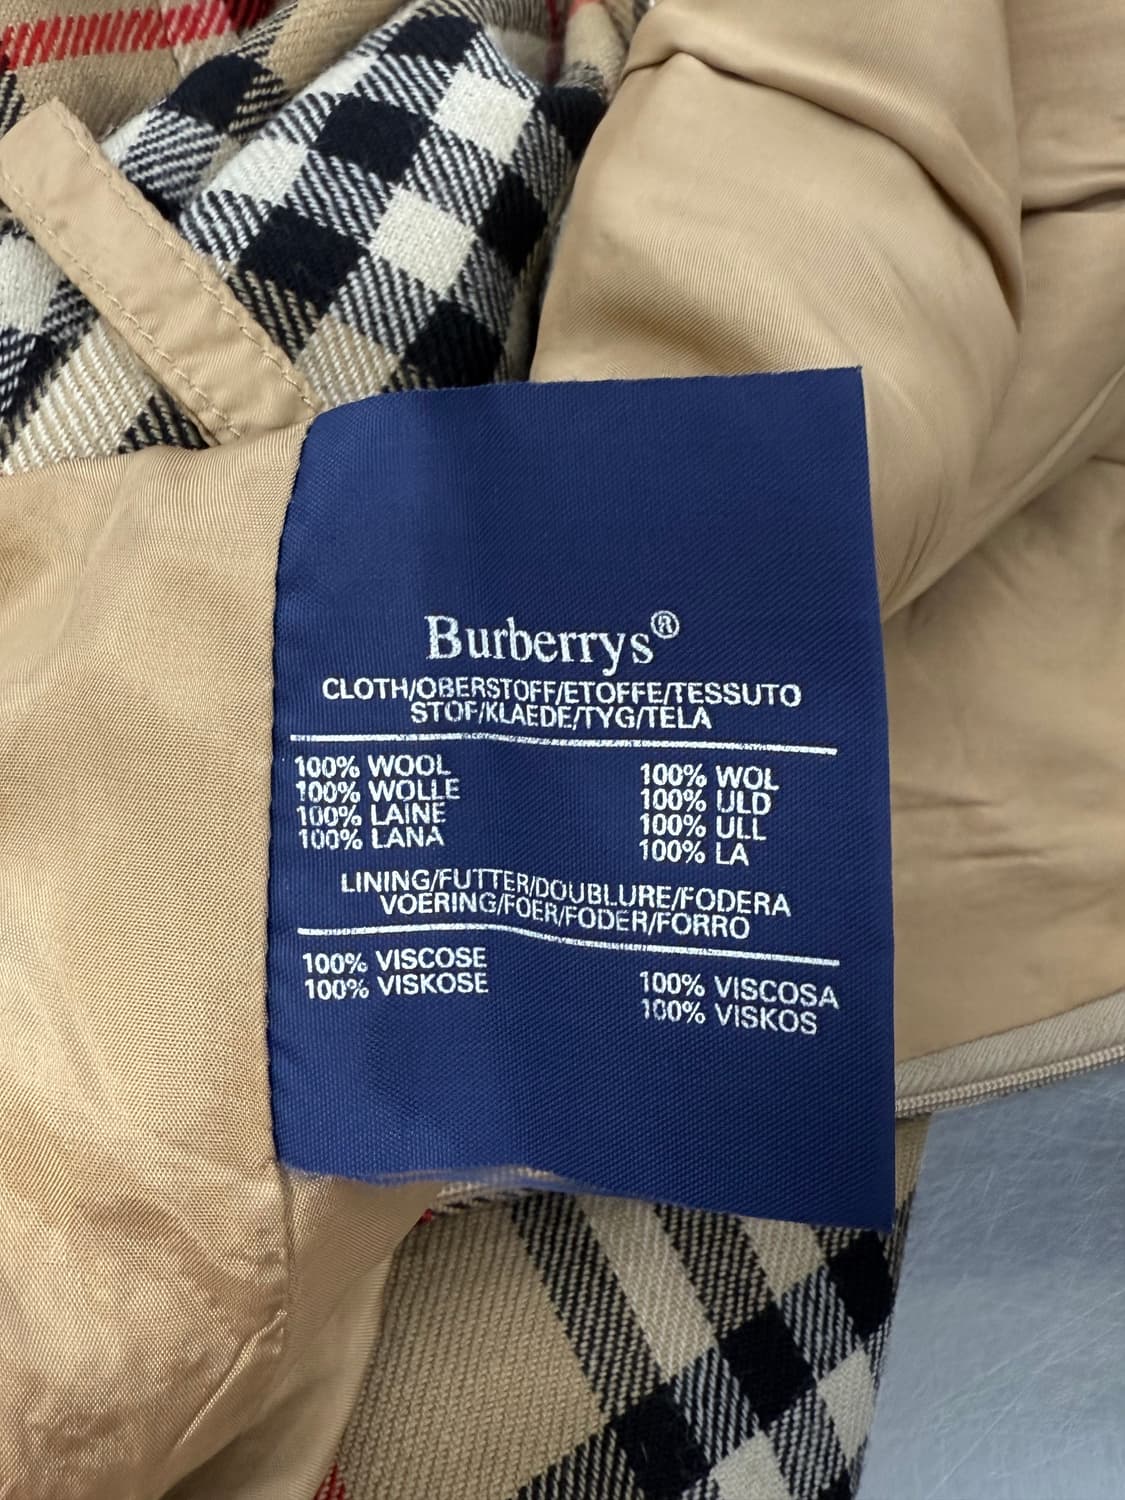 Burberrys®
CLOTH/OBERSTOFF/ETOFFE/TESSUTO
STOF/KLAEDE/TYG/TELA
100% WOOL
100% WOLLE
100% LAINE
100% LANA
100% WOL
100% ULD
100% ULL
100% LA
LINING/FUTTER/DOUBLURE/FODERA
VOERING/FOER/FODER/FORRO
100% VISCOSE
100% VISKOSE
100% VISCOSA
100% VISKOS